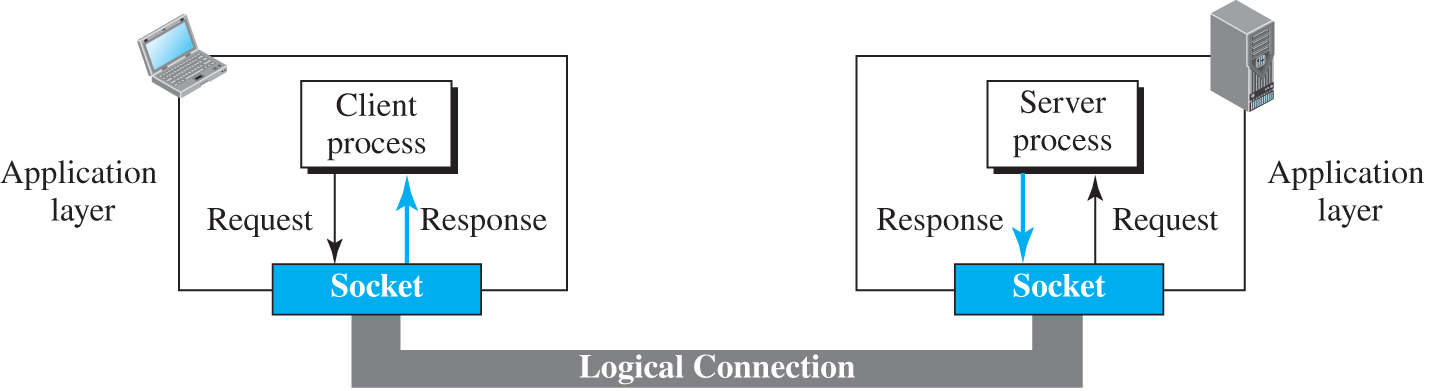 Client
process
Server
process
Application
layer
Request
Response
Response
Request
Application
layer
Socket
Socket
Logical Connection